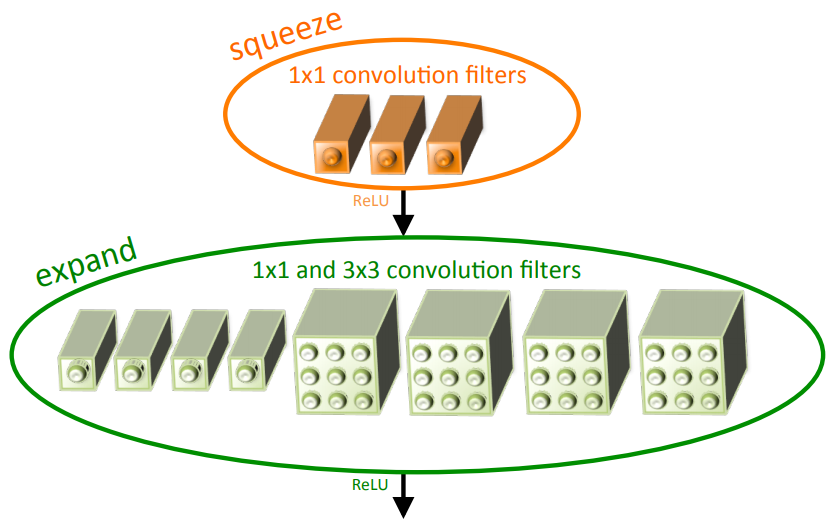 squeeze
1x1 convolution filters
ReLU
expand
1x1 and 3x3 convolution filters
ReLU